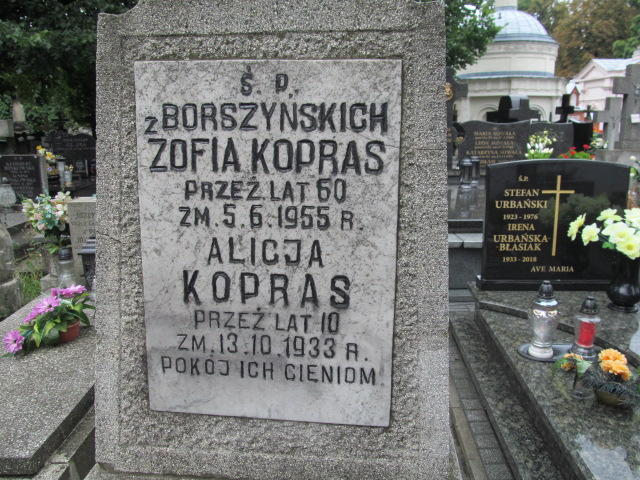 Ś. P.
z BORSZYNSKICH
ZOFIA KOPRAS
PRZEŻ. LAT 60
ZM. 5. 6. 1955 R.
ALICJA
KOPRAS
PRZEŻ. LAT 10
ZM. 13. 10. 1933 R.
POKÓJ ICH CIENIOM
Ś.P.
STEFAN
URBAŃSKI
1923 - 1976
IRENA
URBAŃSKA-
BŁASIAK
1933 - 2018
AVE MARIA